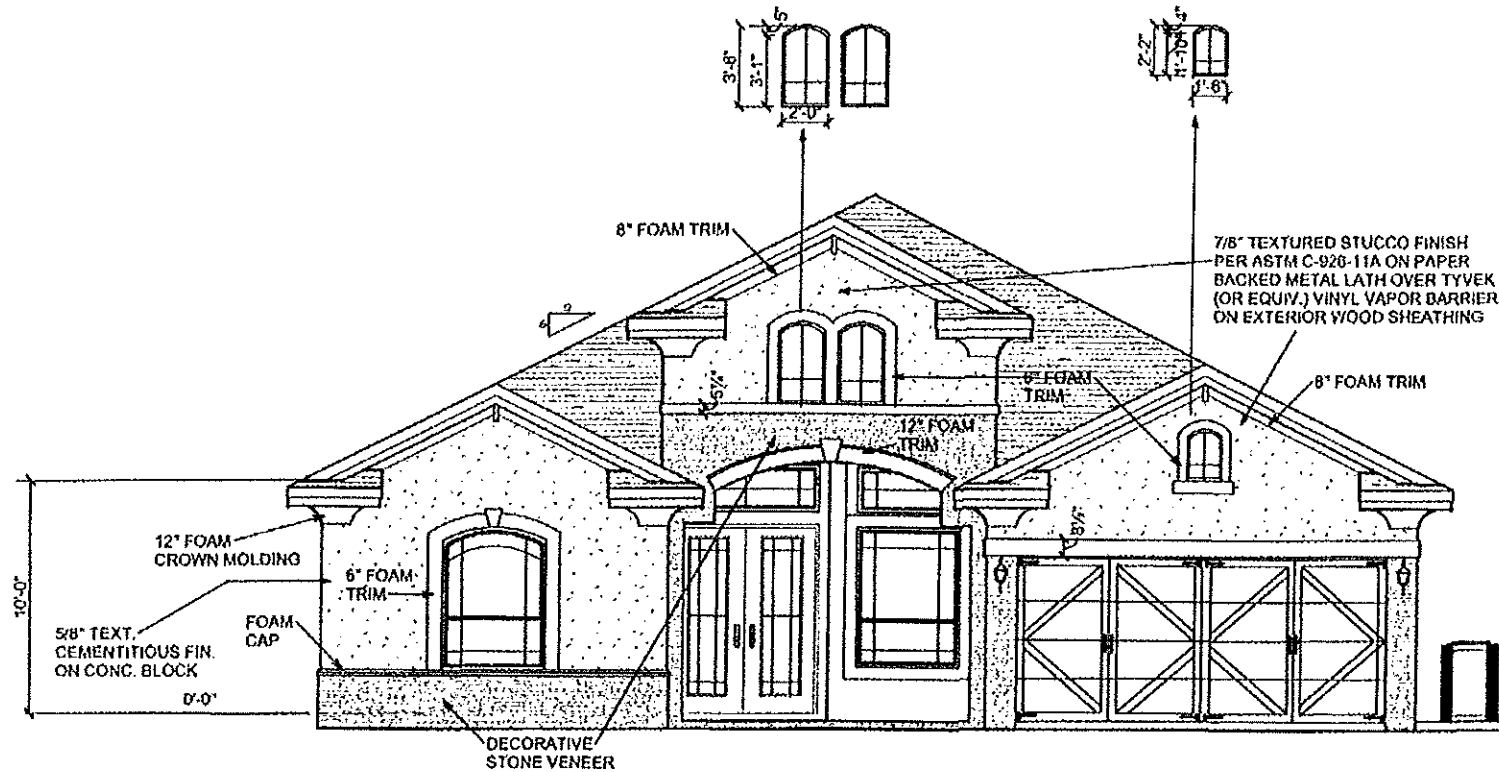 5"
3'-8"
3'-1"
2'-0"
4"
2'-2"
1'-10"
1'-6"
8" FOAM TRIM
7/8" TEXTURED STUCCO FINISH
PER ASTM C-926-11A ON PAPER
BACKED METAL LATH OVER TYVEK
(OR EQUIV.) VINYL VAPOR BARRIER
ON EXTERIOR WOOD SHEATHING
6
5¼"
6" FOAM
TRIM
8" FOAM TRIM
12" FOAM
TRIM
8½"
12" FOAM
CROWN MOLDING
6" FOAM
TRIM
10'-0"
5/8" TEXT.
CEMENTITIOUS FIN.
ON CONC. BLOCK
FOAM
CAP
0'-0"
DECORATIVE
STONE VENEER